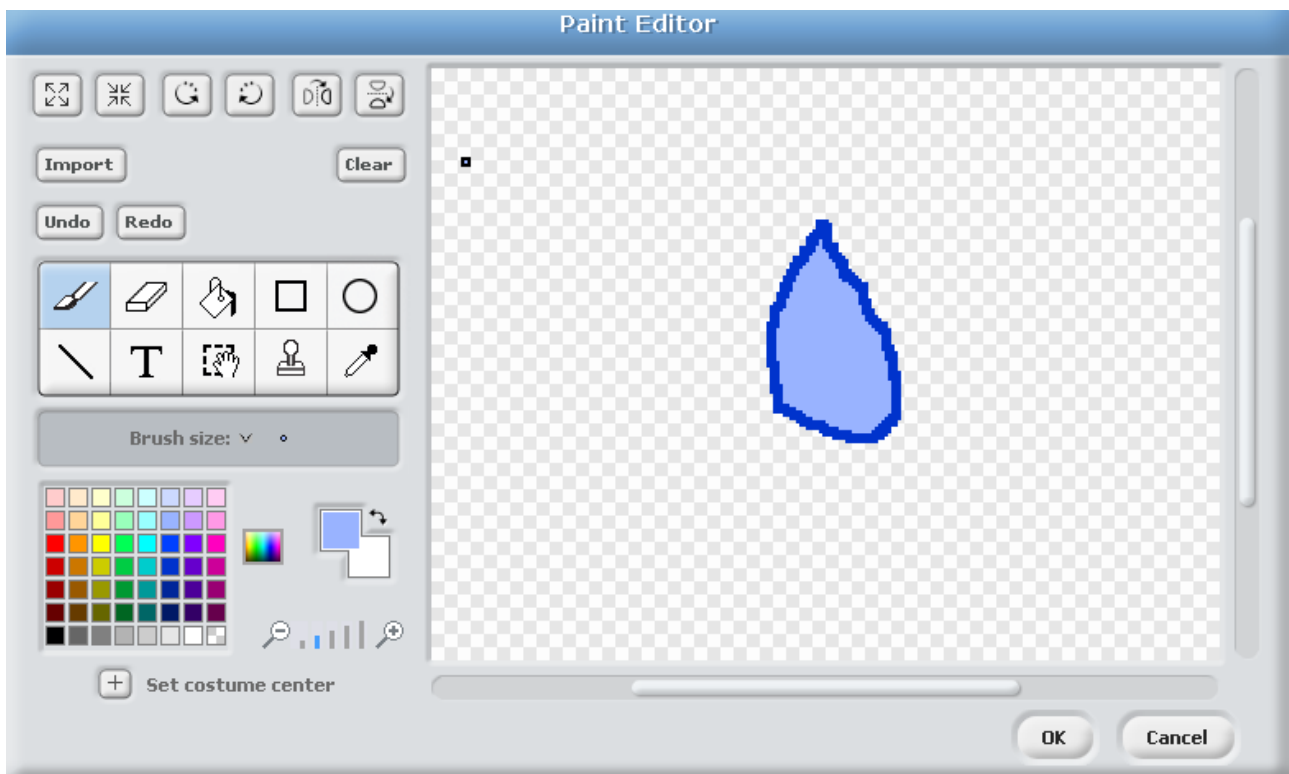 Paint Editor
Import
Clear
Undo
Redo
T
Brush size:
Set costume center
OK
Cancel